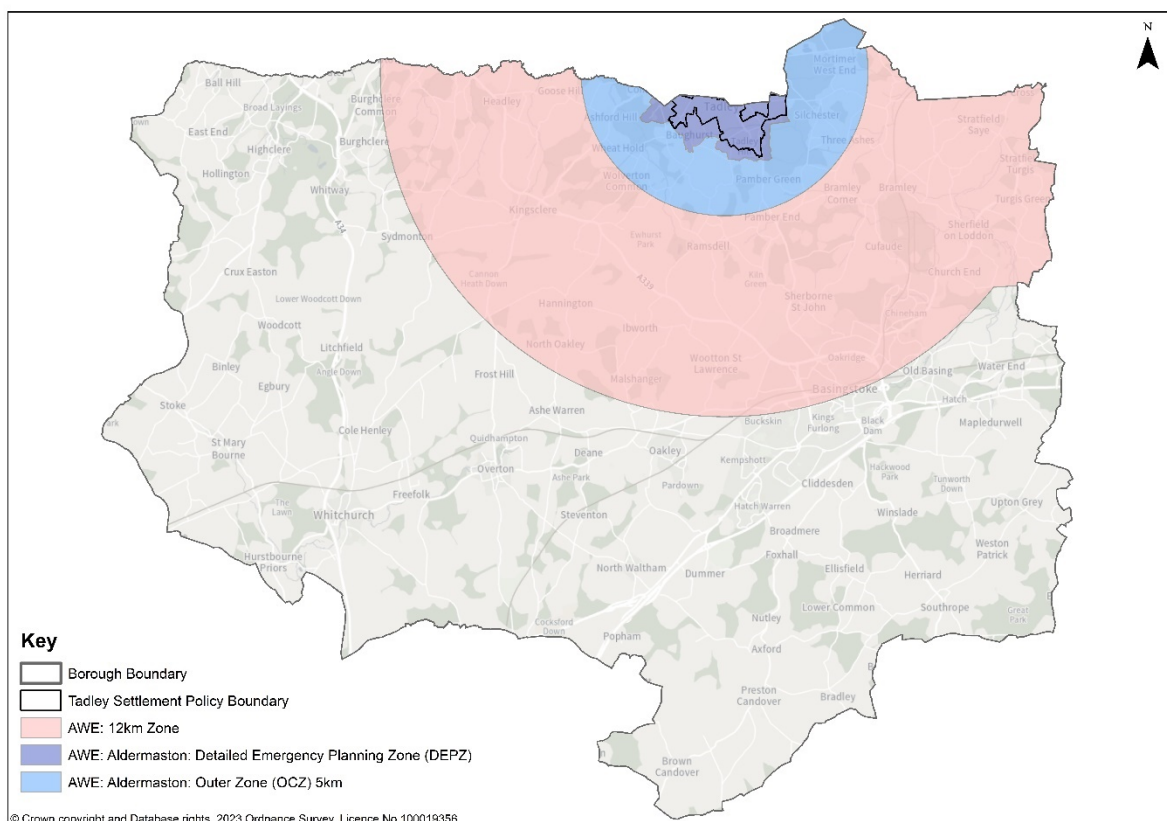 N
Mortimer
West End
Ball Hill
Broad Layings
Burghclere
Common
Headley
Goose Hill
Tadley
Ashford Hill
Silchester
Stratfield
Saye
East End
Highclere
Burghclere
Wheat Hold
Baughurst
Tadley
Three Ashes
Hollington
Whitway
Wolverton
Common
Pamber Green
Bramley
Corner
Bramley
Turgis
Turgis Green
Kingsclere
Pamber End
A34
Sydmonton
Ewhurst
Park
Ramsdell
Cufaude
Sherfield
on Loddon
Crux Easton
Cannon
Heath Down
A339
Kiln
Green
Church End
Lower Woodcott Down
Hannington
Sherborne
St John
Chineham
Woodcott
Ibworth
Litchfield
North Oakley
Oakridge
Binley
Angle Down
Frost Hill
Malshanger
Wootton St
Lawrence
Old Basing
Water End
Egbury
Basingstoke
Stoke
Ashe Warren
Hatch
Cole Henley
Buckskin
Kings
Furlong
Black
Dam
Mapledurwell
St Mary
Bourne
Quidhampton
Deane
Oakley
Kempshott
Overton
Ashe Park
Pardown
Cliddesden
Hackwood
Park
Tunworth
Down
Upton Grey
The
Lawn
Freefolk
Hatch Warren
Whitchurch
Steventon
Broadmere
Winslade
Weston
Patrick
Hurstbourne
Priors
Foxhall
North Waltham
Dummer
Ellisfield
Herriard
Lower Common
Southrope
Great
Park
Cocksford
Down
Popham
Nutley
Axford
Preston
Candover
Bradley
Brown
Candover
Key
Borough Boundary
Tadley Settlement Policy Boundary
AWE: 12km Zone
AWE: Aldermaston: Detailed Emergency Planning Zone (DEPZ)
AWE: Aldermaston: Outer Zone (OCZ) 5km
© Crown copyright and Database rights, 2023 Ordnance Survey, Licence No 100019356